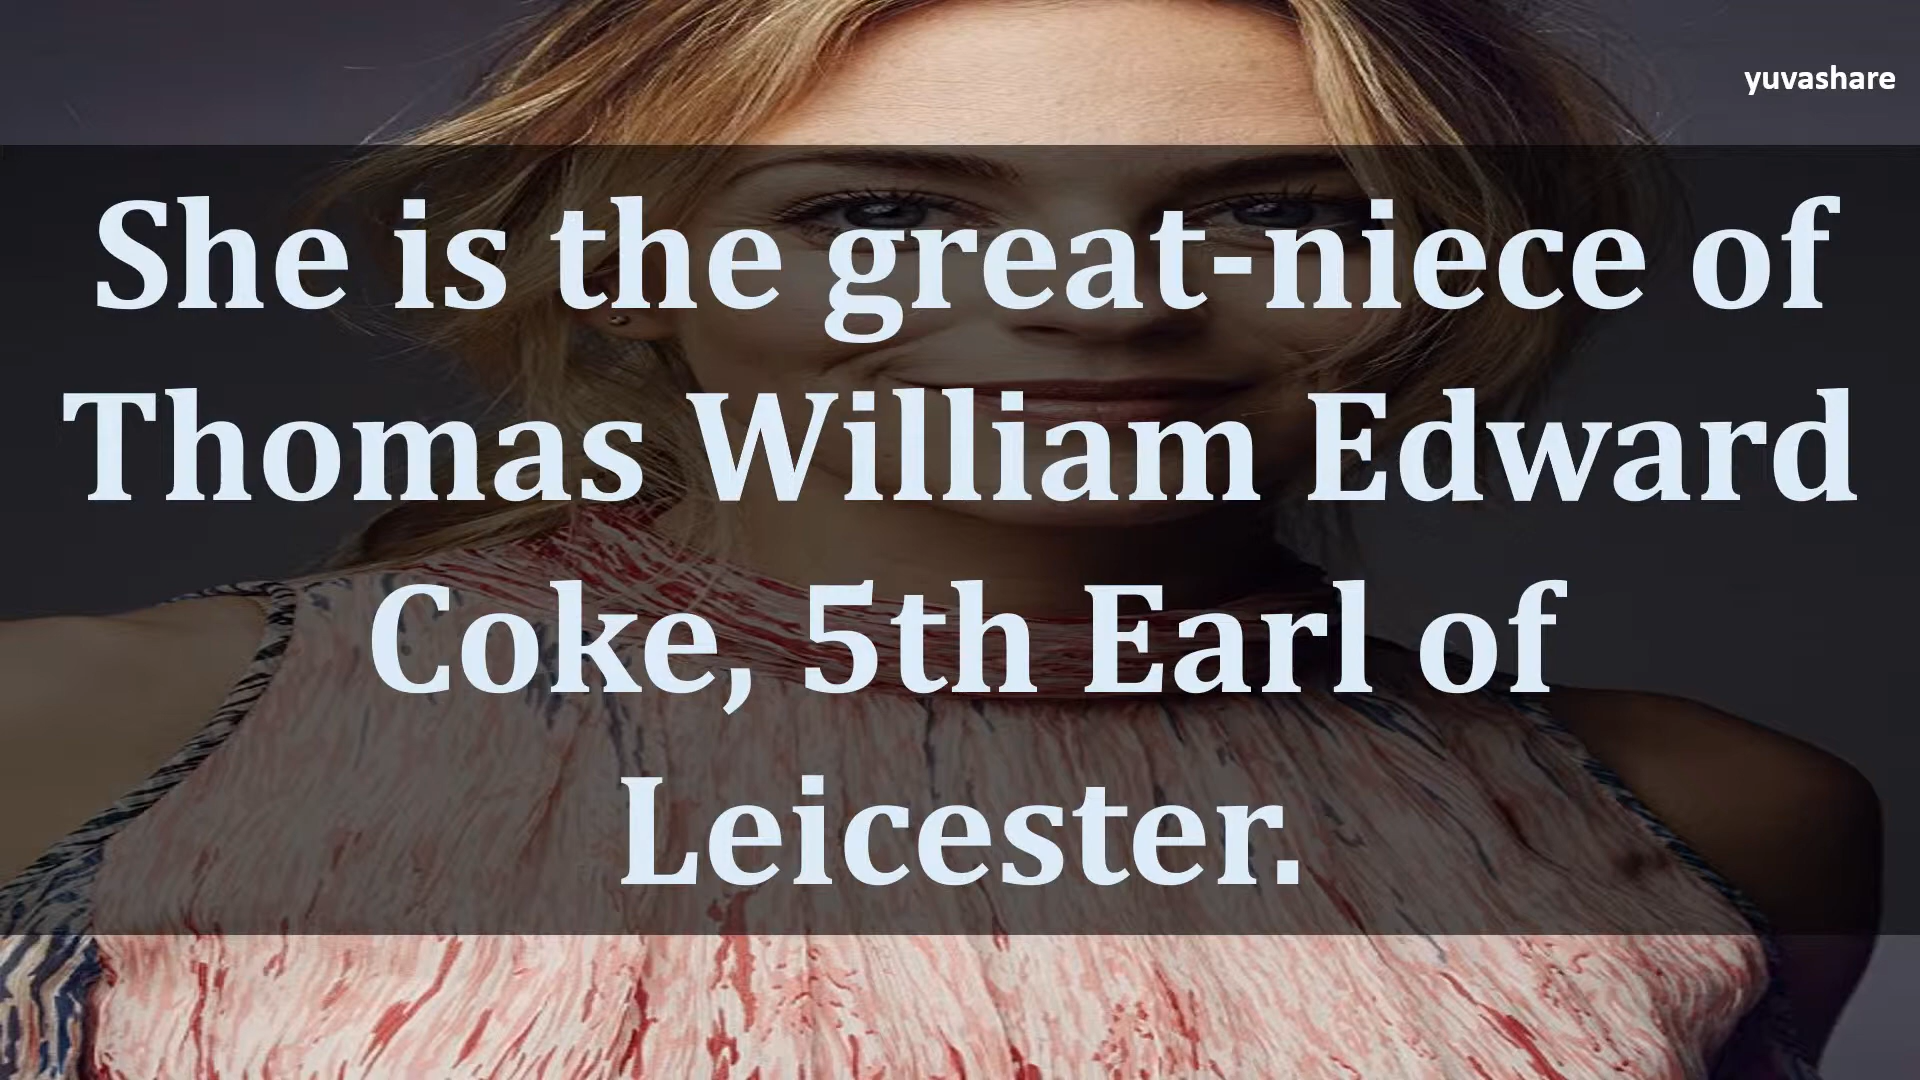 yuvashare
She is the great-niece of
Thomas William Edward
Coke, 5th Earl of
Leicester.